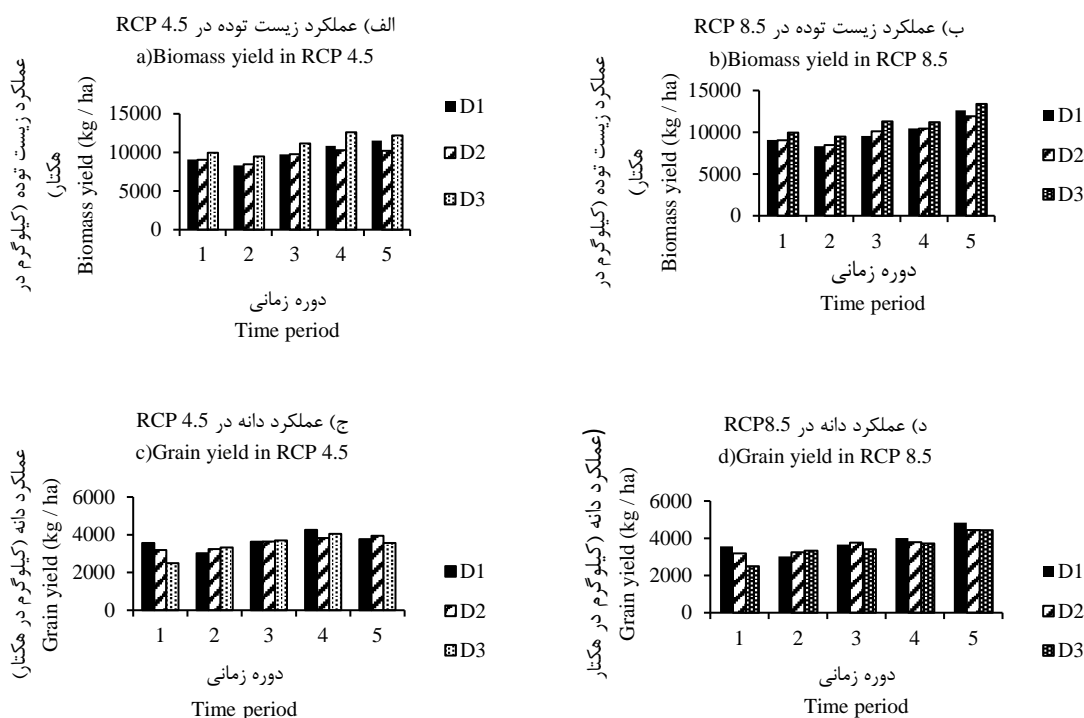 الف) عملکرد زیست توده در RCP 4.5
a)Biomass yield in RCP 4.5
عملکرد زیست توده (کیلوگرم در
هکتار)
Biomass yield (kg / ha)
15000
10000
5000
0
1 2 3 4 5
دوره زمانی
Time period
D1
D2
D3
ب) عملکرد زیست توده در RCP 8.5
b)Biomass yield in RCP 8.5
عملکرد زیست توده (کیلوگرم در
هکتار)
Biomass yield (kg / ha)
15000
10000
5000
0
1 2 3 4 5
دوره زمانی
Time period
D1
D2
D3
ج) عملکرد دانه در RCP 4.5
c)Grain yield in RCP 4.5
عملکرد دانه (کیلوگرم در هکتار)
Grain yield (kg / ha)
6000
4000
2000
0
1 2 3 4 5
دوره زمانی
Time period
D1
D2
D3
د) عملکرد دانه در RCP8.5
d)Grain yield in RCP 8.5
عملکرد دانه (کیلوگرم در هکتار)
Grain yield (kg / ha)
6000
4000
2000
0
1 2 3 4 5
دوره زمانی
Time period
D1
D2
D3